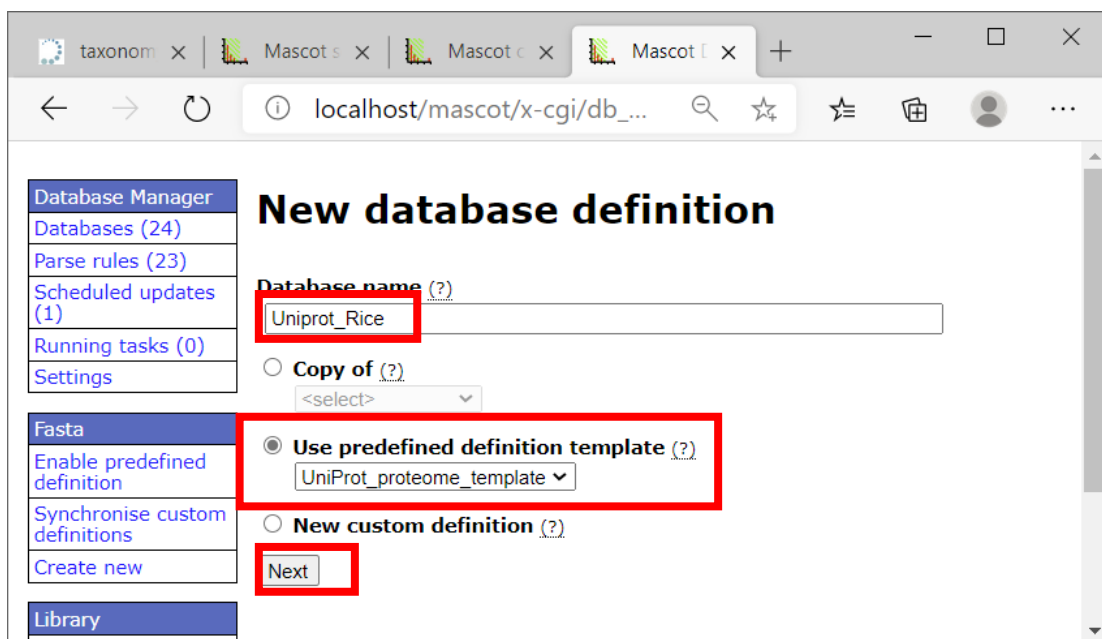 taxonom
Mascot s
Mascot c
Mascot D
localhost/mascot/x-cgi/db_...
Database Manager
Databases (24)
Parse rules (23)
Scheduled updates
(1)
Running tasks (0)
Settings
Fasta
Enable predefined
definition
Synchronise custom
definitions
Create new
Library
New database definition
Database name (?)
Uniprot_Rice
Copy of (?)
<select>
Use predefined definition template (?)
UniProt_proteome_template
New custom definition (?)
Next